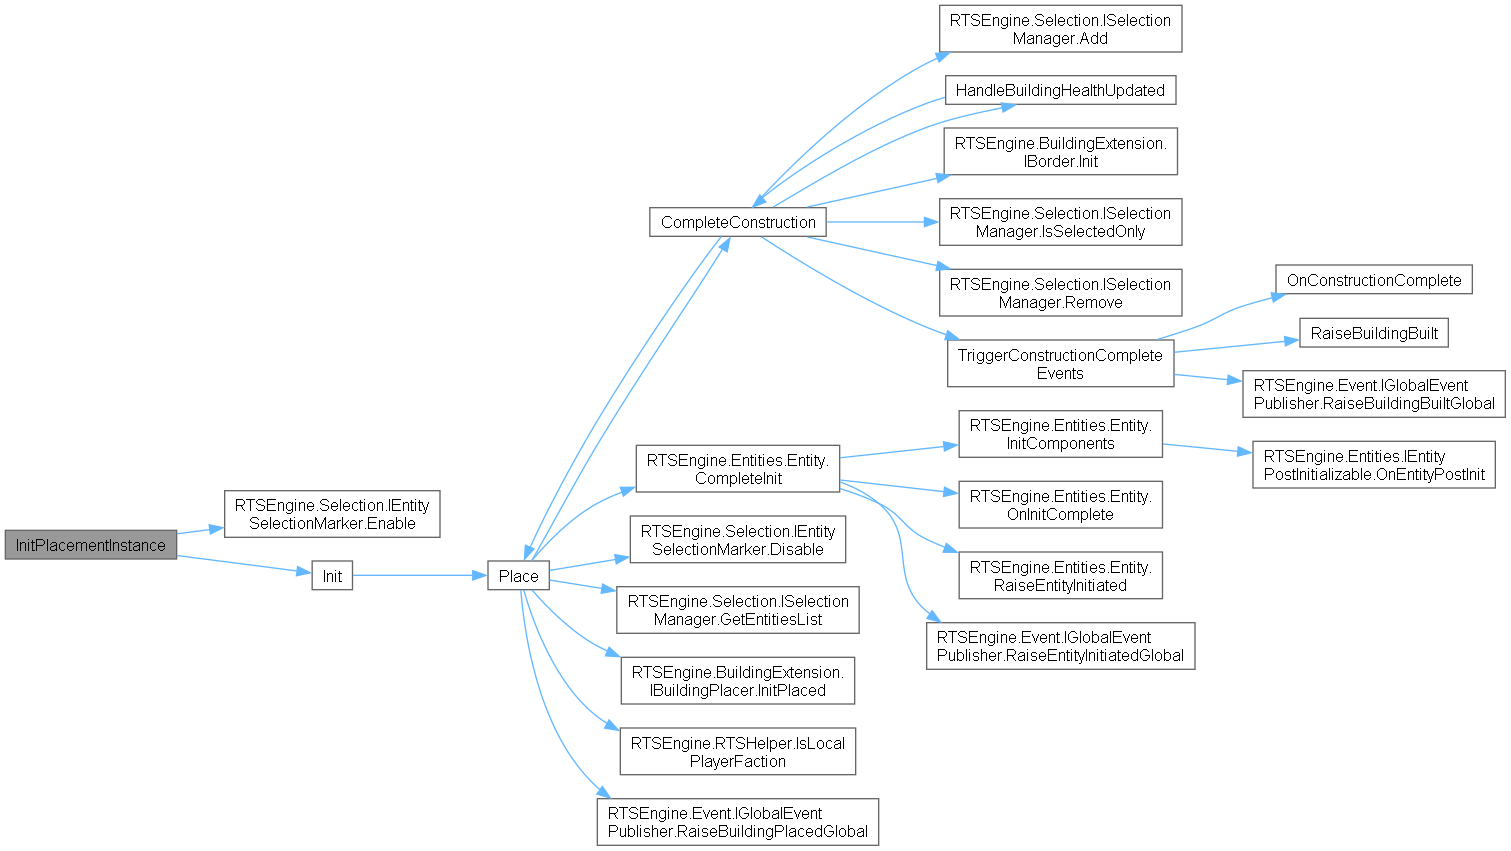 RTSEngine.Selection.ISelection
Manager.Add
HandleBuildingHealthUpdated
RTSEngine.BuildingExtension.
IBorder.Init
RTSEngine.Selection.ISelection
Manager.IsSelectedOnly
CompleteConstruction
RTSEngine.Selection.ISelection
Manager.Remove
OnConstructionComplete
RaiseBuildingBuilt
TriggerConstructionComplete
Events
RTSEngine.Event.IGlobalEvent
Publisher.RaiseBuildingBuiltGlobal
RTSEngine.Entities.Entity.
InitComponents
RTSEngine.Entities.IEntity
PostInitializable.OnEntityPostInit
RTSEngine.Entities.Entity.
CompleteInit
RTSEngine.Entities.Entity.
OnInitComplete
RTSEngine.Selection.IEntity
SelectionMarker.Enable
InitPlacementInstance
RTSEngine.Selection.IEntity
SelectionMarker.Disable
Init
Place
RTSEngine.Entities.Entity.
RaiseEntityInitiated
RTSEngine.Selection.ISelection
Manager.GetEntitiesList
RTSEngine.Event.IGlobalEvent
Publisher.RaiseEntityInitiatedGlobal
RTSEngine.BuildingExtension.
IBuildingPlacer.InitPlaced
RTSEngine.RTSHelper.IsLocal
PlayerFaction
RTSEngine.Event.IGlobalEvent
Publisher.RaiseBuildingPlacedGlobal